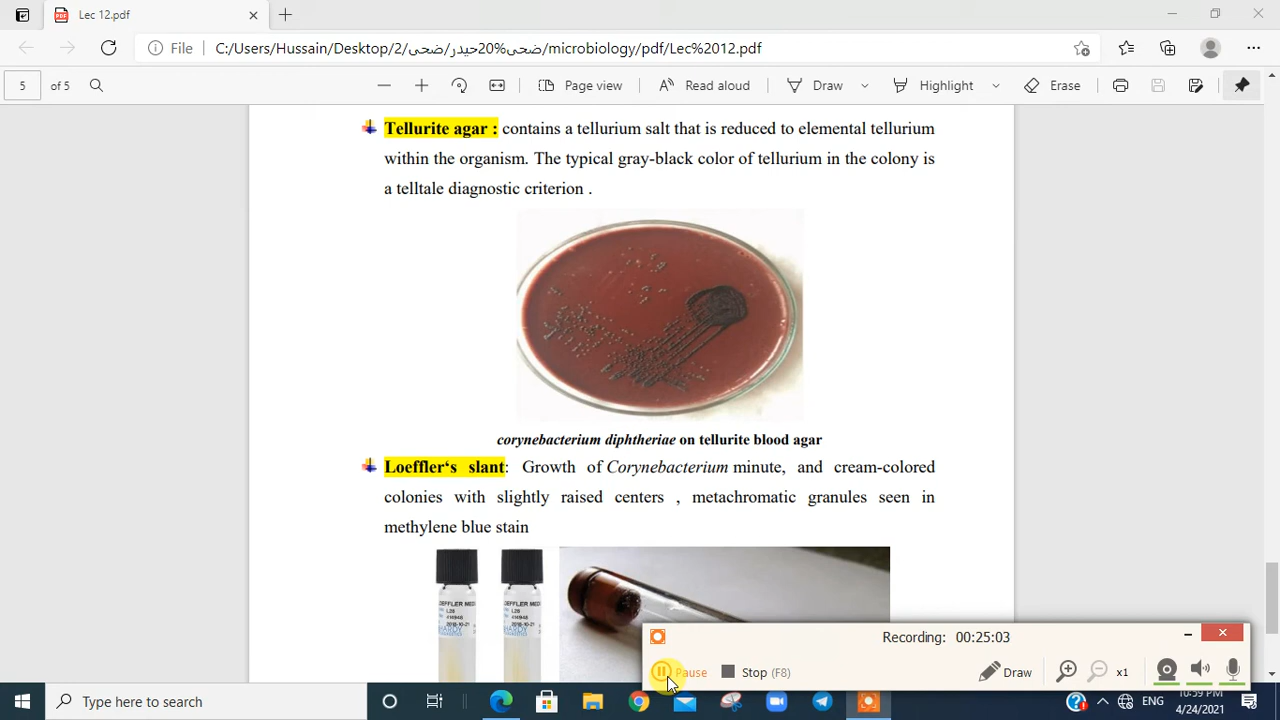 Lec 12.pdf
File
C:/Users/Hussain/Desktop/2/ضحى%20حيدر/ضحى/microbiology/pdf/Lec%2012.pdf
5 of 5
Page view
Read aloud
Draw
Highlight
Erase
Tellurite agar : contains a tellurium salt that is reduced to elemental tellurium
within the organism. The typical gray-black color of tellurium in the colony is
a telltale diagnostic criterion .
corynebacterium diphtheriae on tellurite blood agar
Loeffler‘s slant: Growth of Corynebacterium minute, and cream-colored
colonies with slightly raised centers , metachromatic granules seen in
methylene blue stain
Recording: 00:25:03
Pause
Stop (F8)
Draw
x1
Type here to search
10:59 PM
ENG
4/24/2021